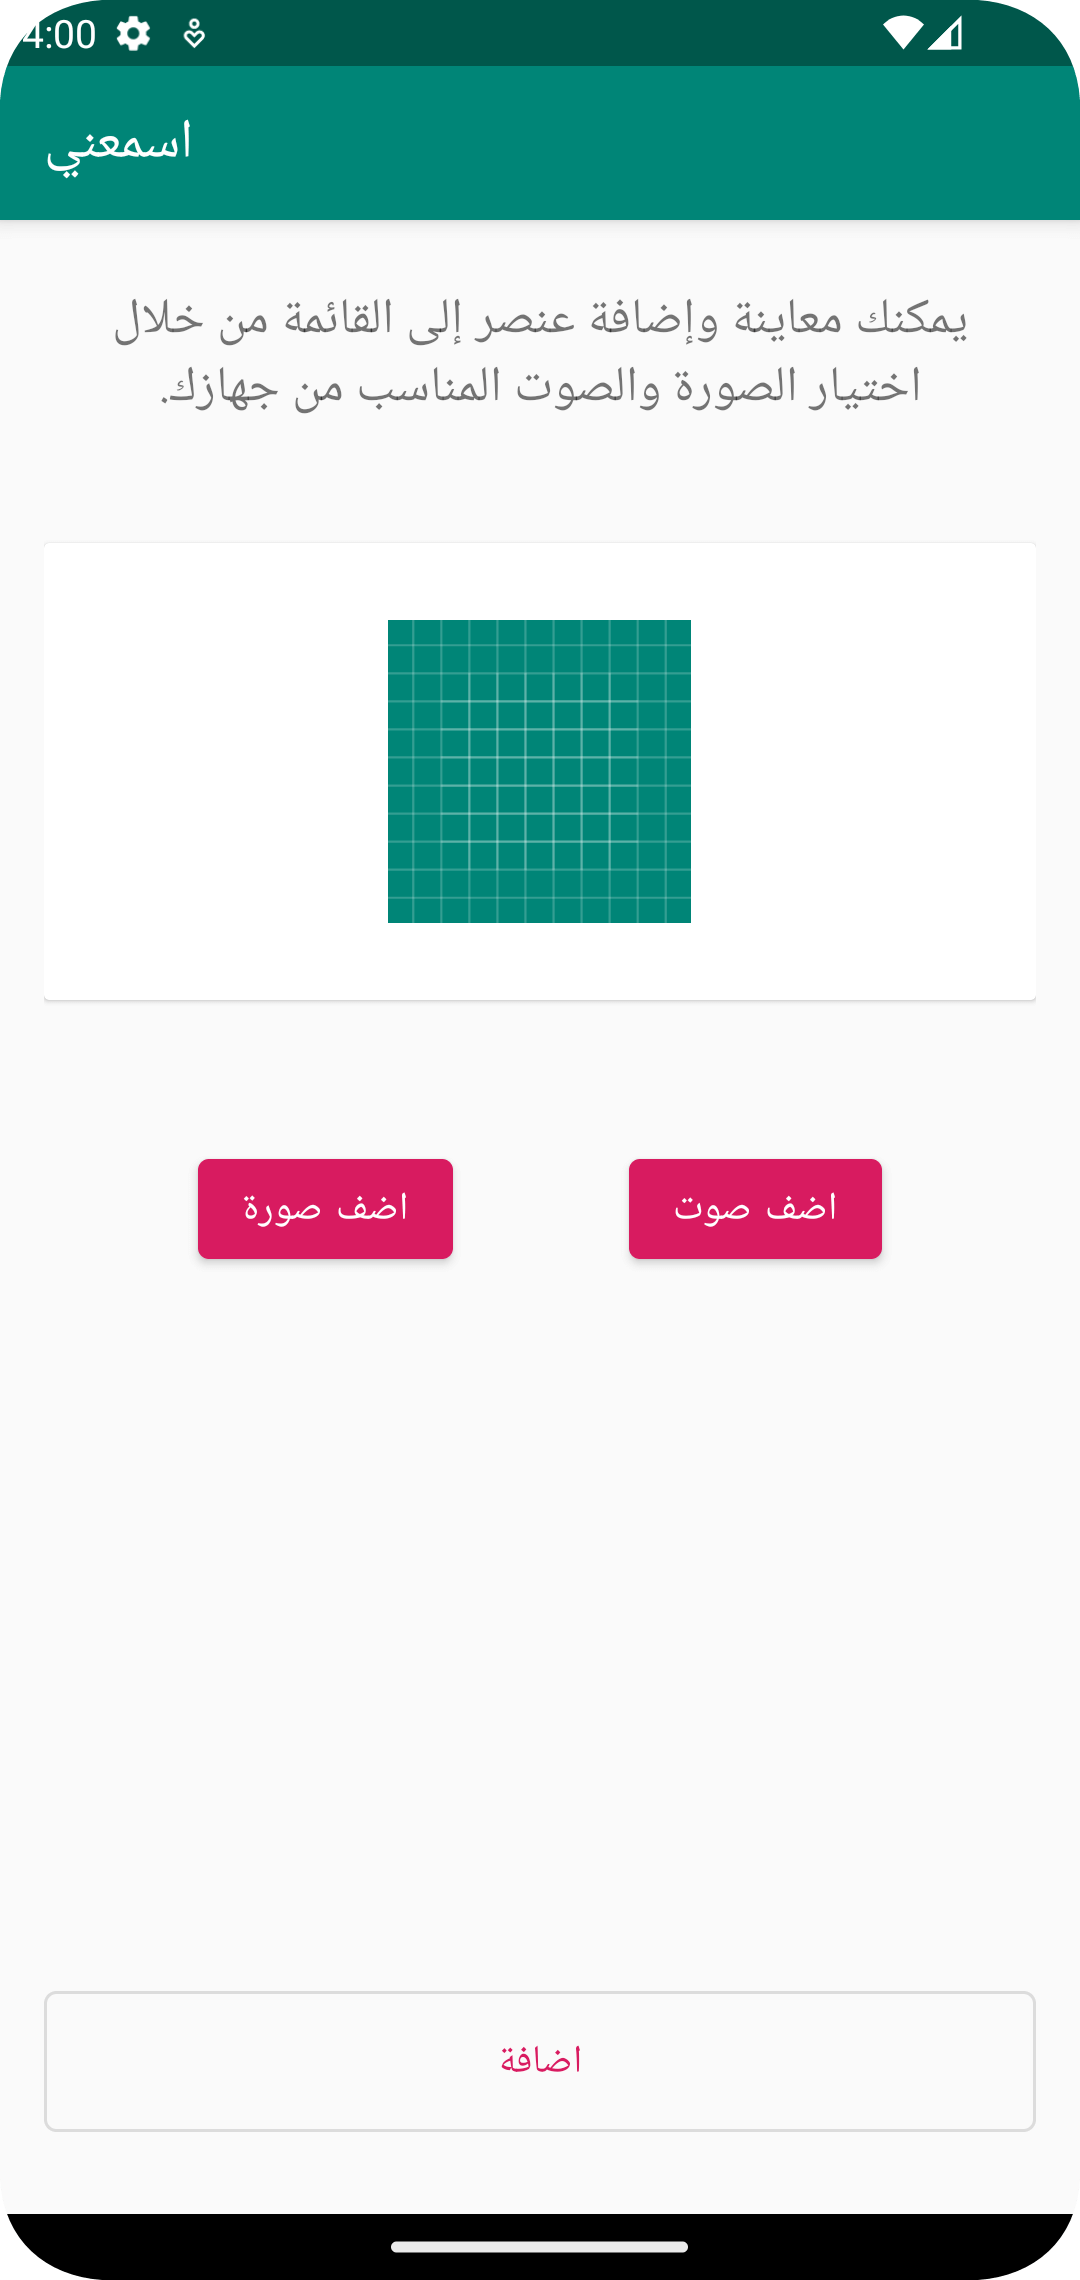 4:00
اسمعني
يمكنك معاينة وإضافة عنصر إلى القائمة من خلال
اختيار الصورة والصوت المناسب من جهازك.
اضف صوت
اضف صورة
اضافة